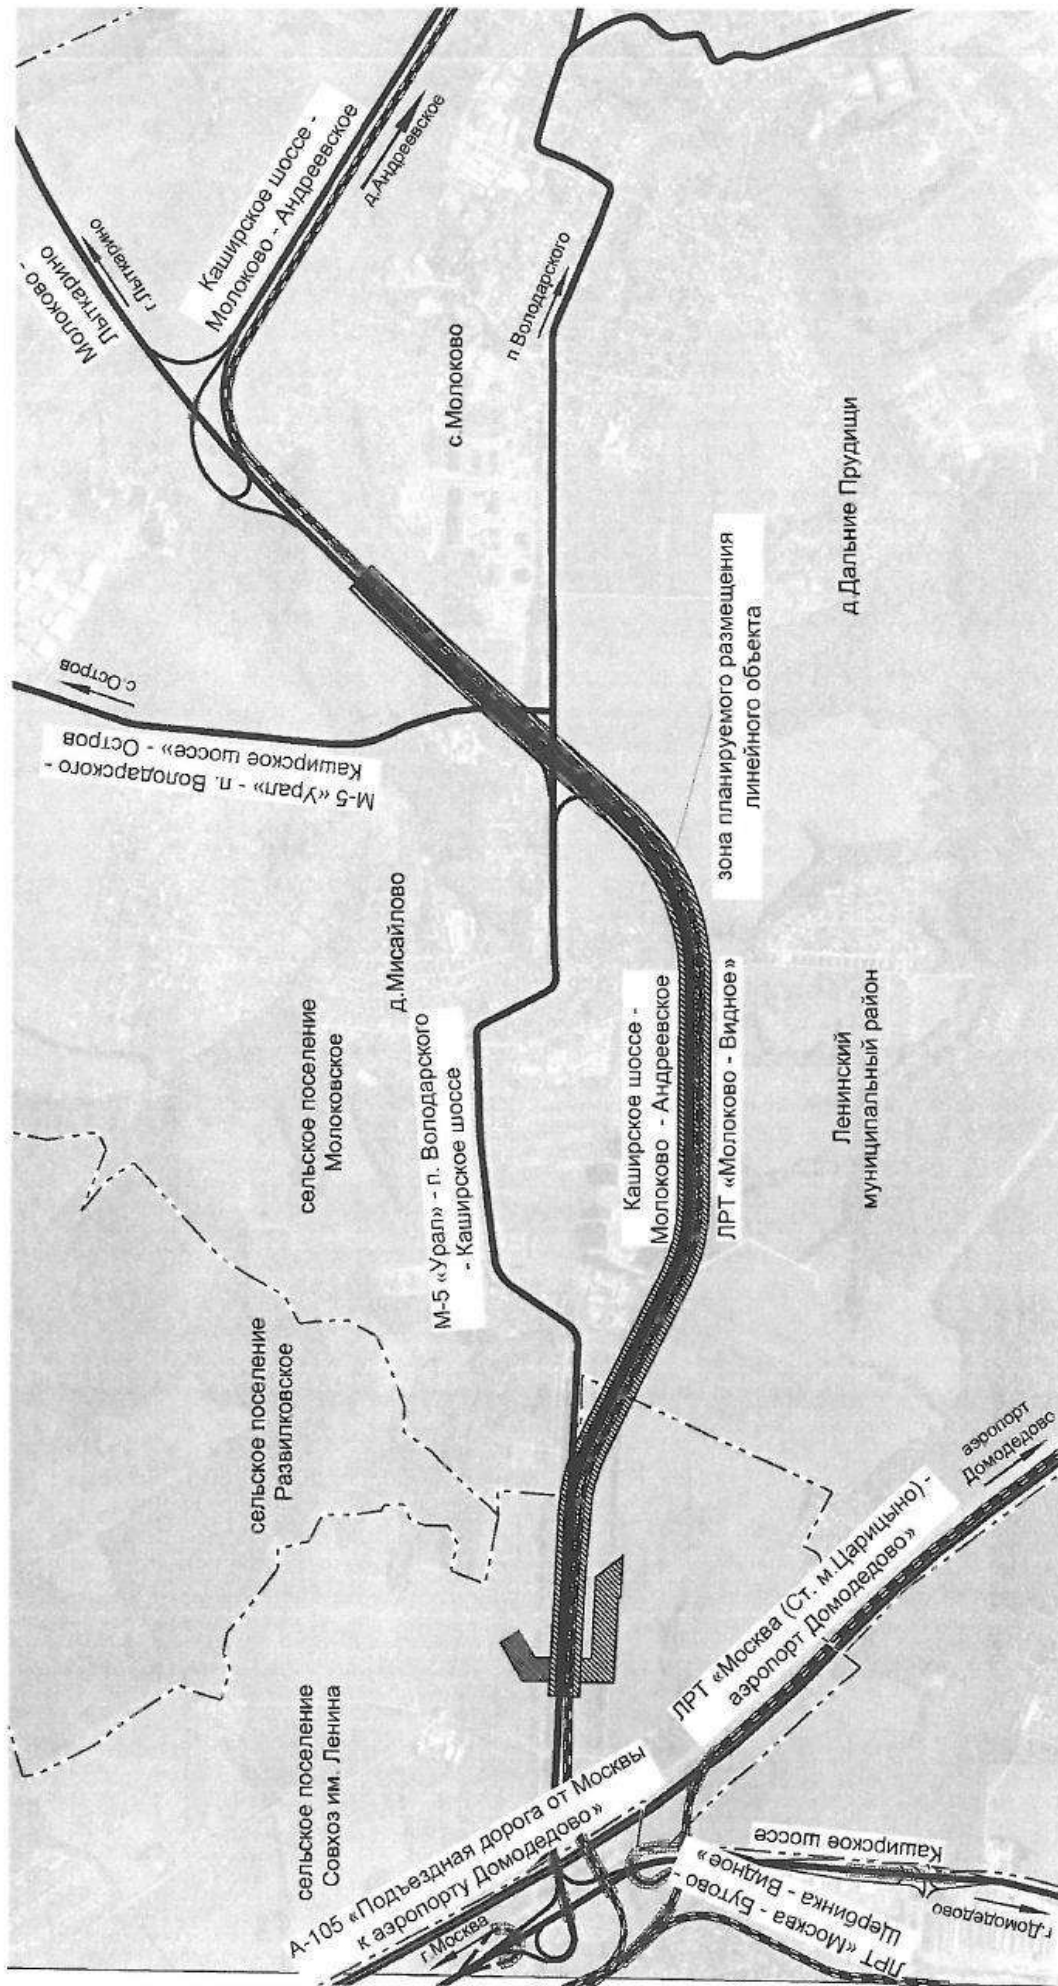 Молоково -
Лыткарино
г.Лыткарино
Каширское шоссе -
Молоково - Андреевское
д.Андреевское
с.Молоково
п Володарского
с.Остров
М-5 «Урал» - п. Володарского -
Каширское шоссе» - Остров
д.Дальние Прудищи
зона планируемого размещения
линейного объекта
д.Мисайлово
сельское поселение
Молоковское
М-5 «Урал» - п. Володарского
- Каширское шоссе
Каширское шоссе -
Молоково - Андреевское
ЛРТ «Молоково - Видное»
Ленинский
муниципальный район
сельское поселение
Развилковское
сельское поселение
Совхоз им. Ленина
А-105 «Подъездная дорога от Москвы
к аэропорту Домодедово»
г.Москва
ЛРТ «Москва (Ст. м.Царицыно) -
аэропорт Домодедово»
аэропорт
Домодедово
ЛРТ «Москва - Бутово -
Щербинка - Видное»
Каширское шоссе
г.Домодедово